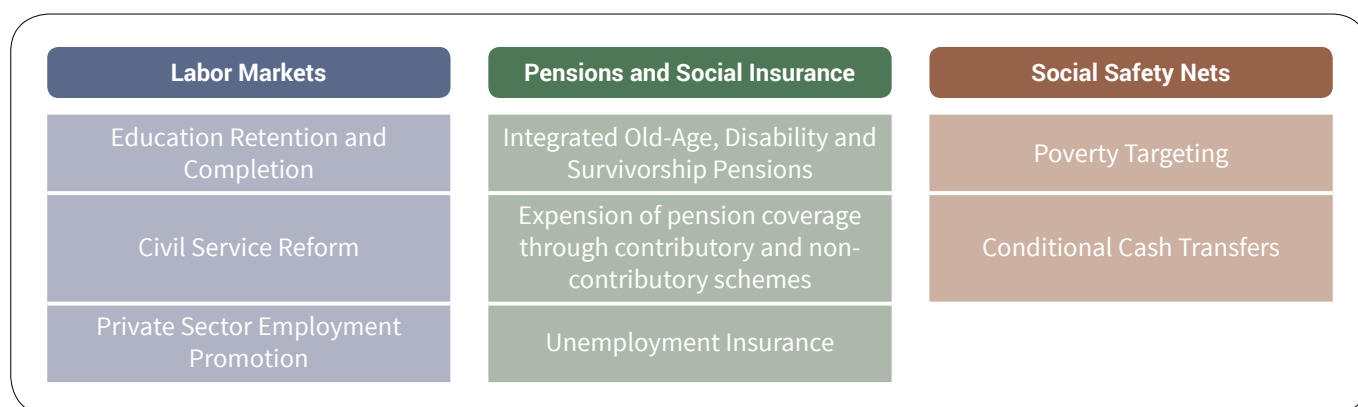 Labor Markets
Education Retention and
Completion
Civil Service Reform
Private Sector Employment
Promotion
Pensions and Social Insurance
Integrated Old-Age, Disability and
Survivorship Pensions
Expension of pension coverage
through contributory and non-
contributory schemes
Unemployment Insurance
Social Safety Nets
Poverty Targeting
Conditional Cash Transfers